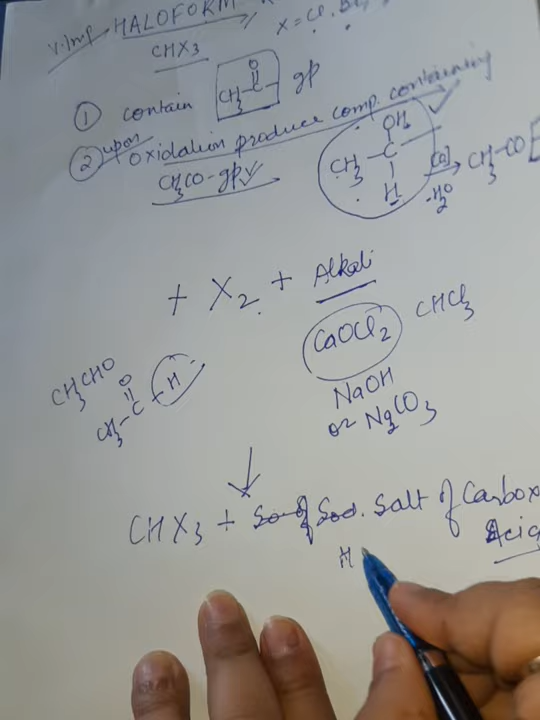 V.Imp HALOFORM
CHX3
X = Cl, Br,
① contain CH3-C- gp
O
② upon Oxidation produce comp. containing
CH3CO-gp
OH
CH3-C-
H
[O]
-H2O
CH3-CO
+ X2 + Alkali
CaOCl2 CHCl3
NaOH
or Na2CO3
CH3CHO
O
CH3-C-H
CHX3 + Sod. Salt of Carbox
Acid
H